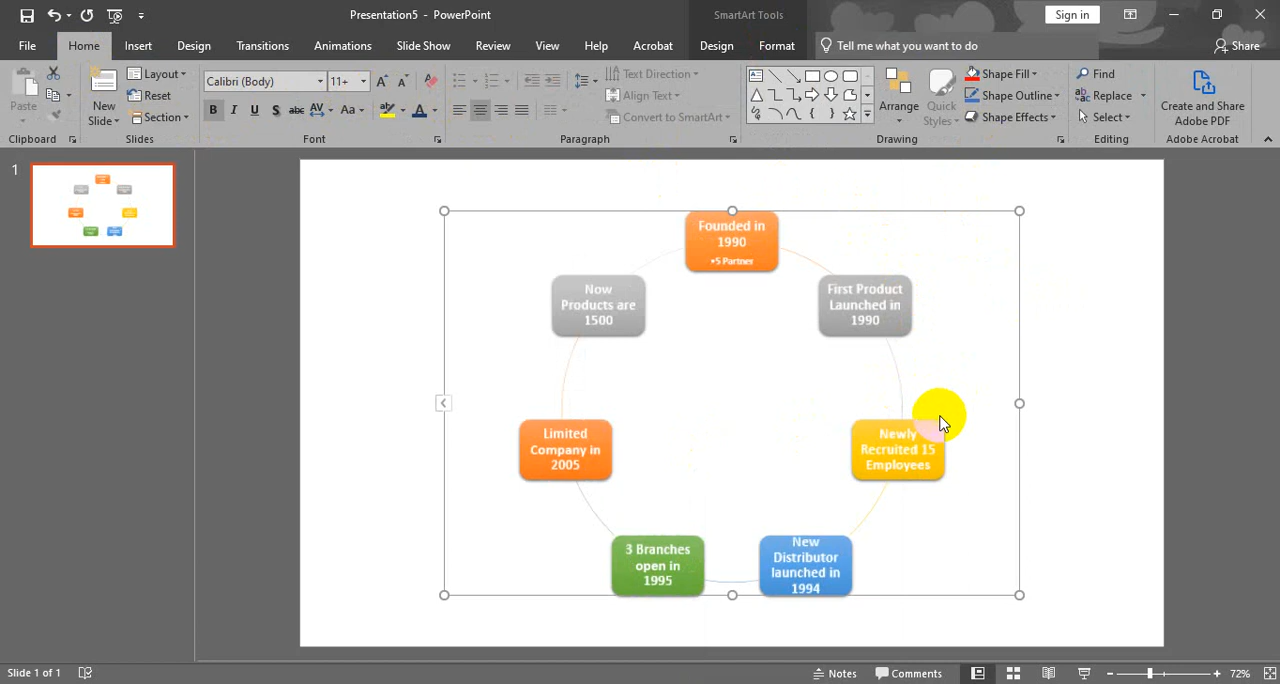 Presentation5 - PowerPoint
SmartArt Tools
Sign in
File
Home
Insert
Design
Transitions
Animations
Slide Show
Review
View
Help
Acrobat
Design
Format
Tell me what you want to do
Share
Paste
New
Slide
Layout
Reset
Section
Calibri (Body)
11+
B I U S abc AV Aa A
Text Direction
Align Text
Convert to SmartArt
Arrange
Quick
Styles
Shape Fill
Shape Outline
Shape Effects
Find
Replace
Select
Create and Share
Adobe PDF
Clipboard
Slides
Font
Paragraph
Drawing
Editing
Adobe Acrobat
1
Founded in
1990
•5 Partner
First Product
Launched in
1990
Newly
Recruited 15
Employees
New
Distributor
launched in
1994
3 Branches
open in
1995
Limited
Company in
2005
Now
Products are
1500
Slide 1 of 1
Notes
Comments
72%